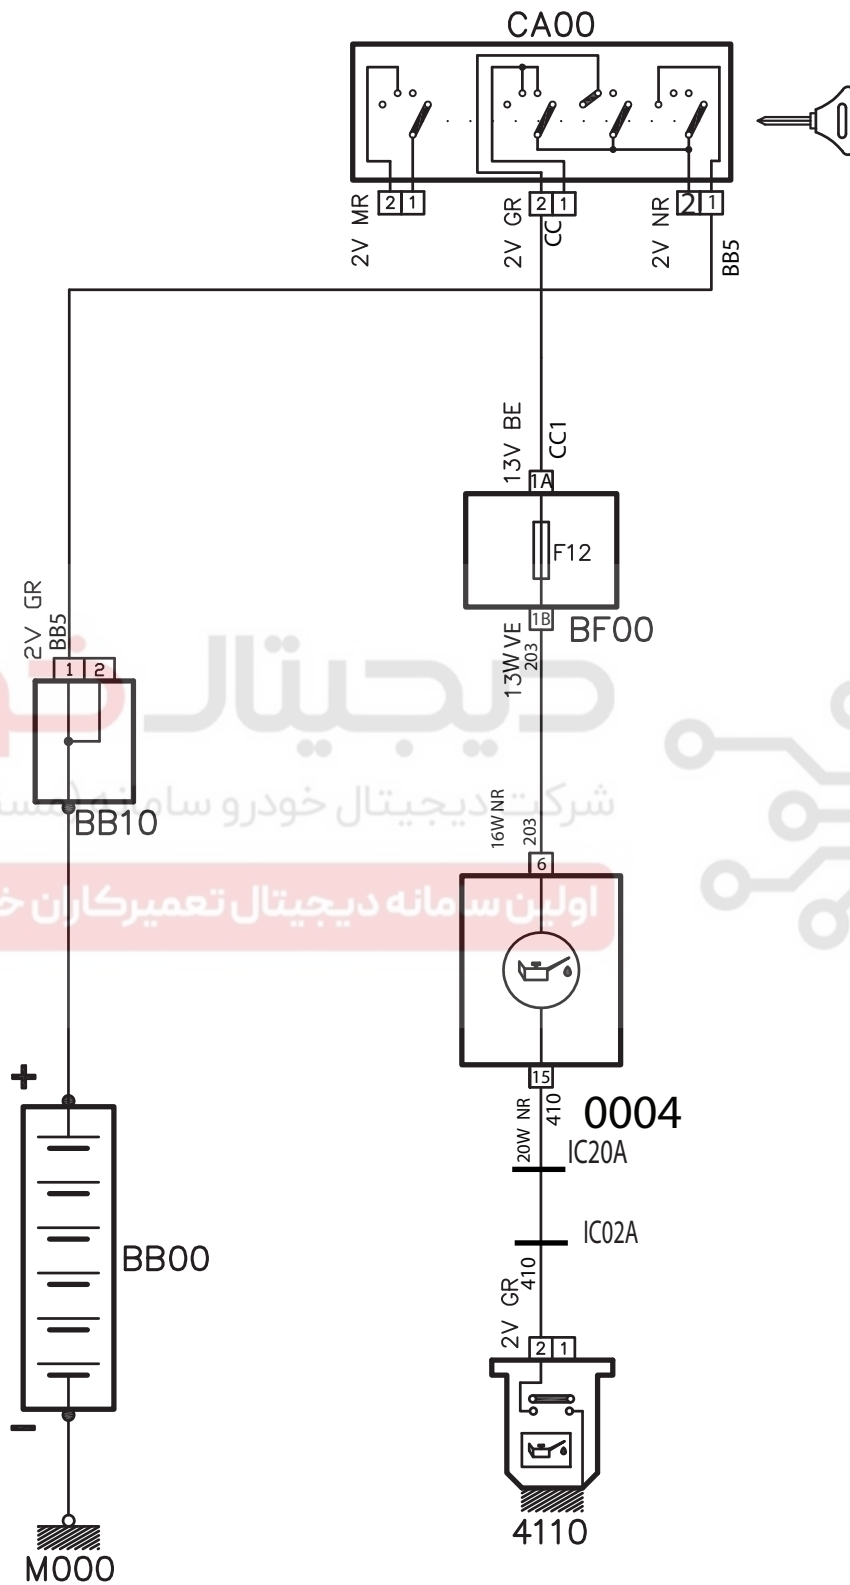 CA00
2 1
2 1
2 1
2V MR
2V GR
CC
2V NR
BB5
13V BE
CC1
1A
F12
1B
BF00
13W VE
203
2V GR
BB5
1 2
BB10
دیجیتال
شرکت دیجیتال خودرو سامانه
16W NR
203
6
اولین سامانه دیجیتال تعمیرکاران
15
0004
20W NR
410
IC20A
IC02A
410
2V GR
2 1
4110
+
BB00
–
M000